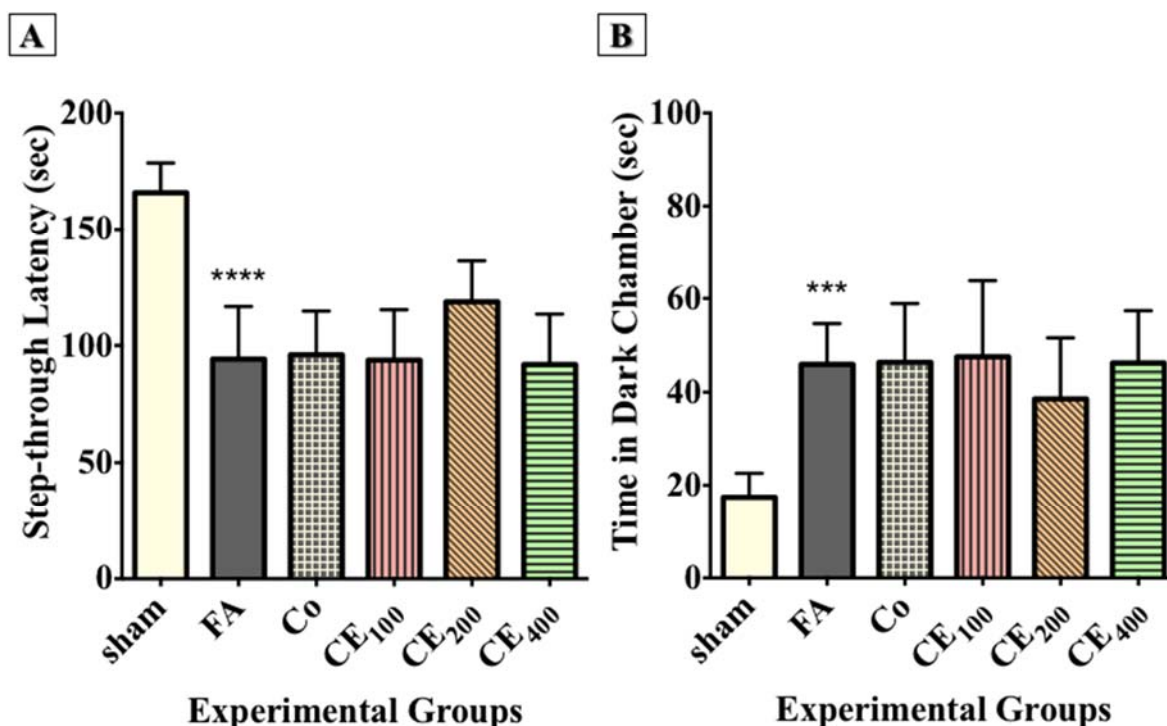 A
Step-through Latency (sec)
200
150
100
50
0
****
sham
FA
Co
CE100
CE200
CE400
Experimental Groups
B
Time in Dark Chamber (sec)
100
80
60
40
20
0
***
sham
FA
Co
CE100
CE200
CE400
Experimental Groups